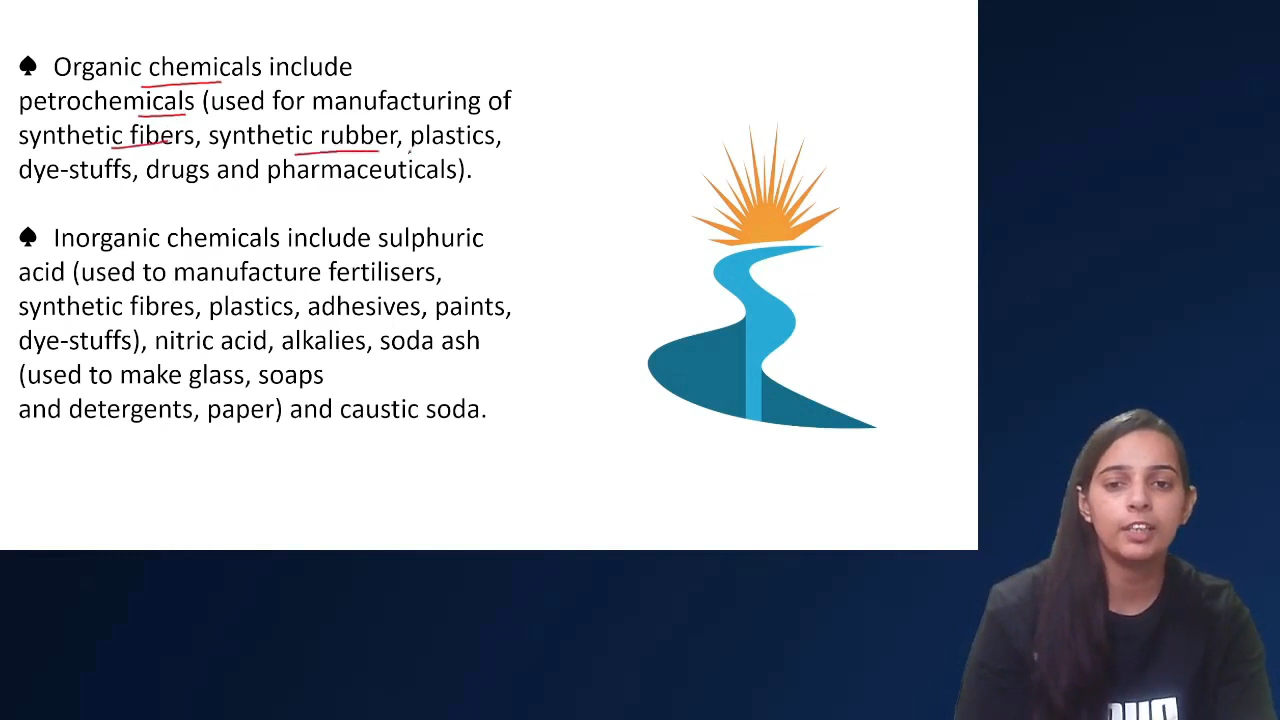 ♠ Organic chemicals include
petrochemicals (used for manufacturing of
synthetic fibers, synthetic rubber, plastics,
dye-stuffs, drugs and pharmaceuticals).
♠ Inorganic chemicals include sulphuric
acid (used to manufacture fertilisers,
synthetic fibres, plastics, adhesives, paints,
dye-stuffs), nitric acid, alkalies, soda ash
(used to make glass, soaps
and detergents, paper) and caustic soda.